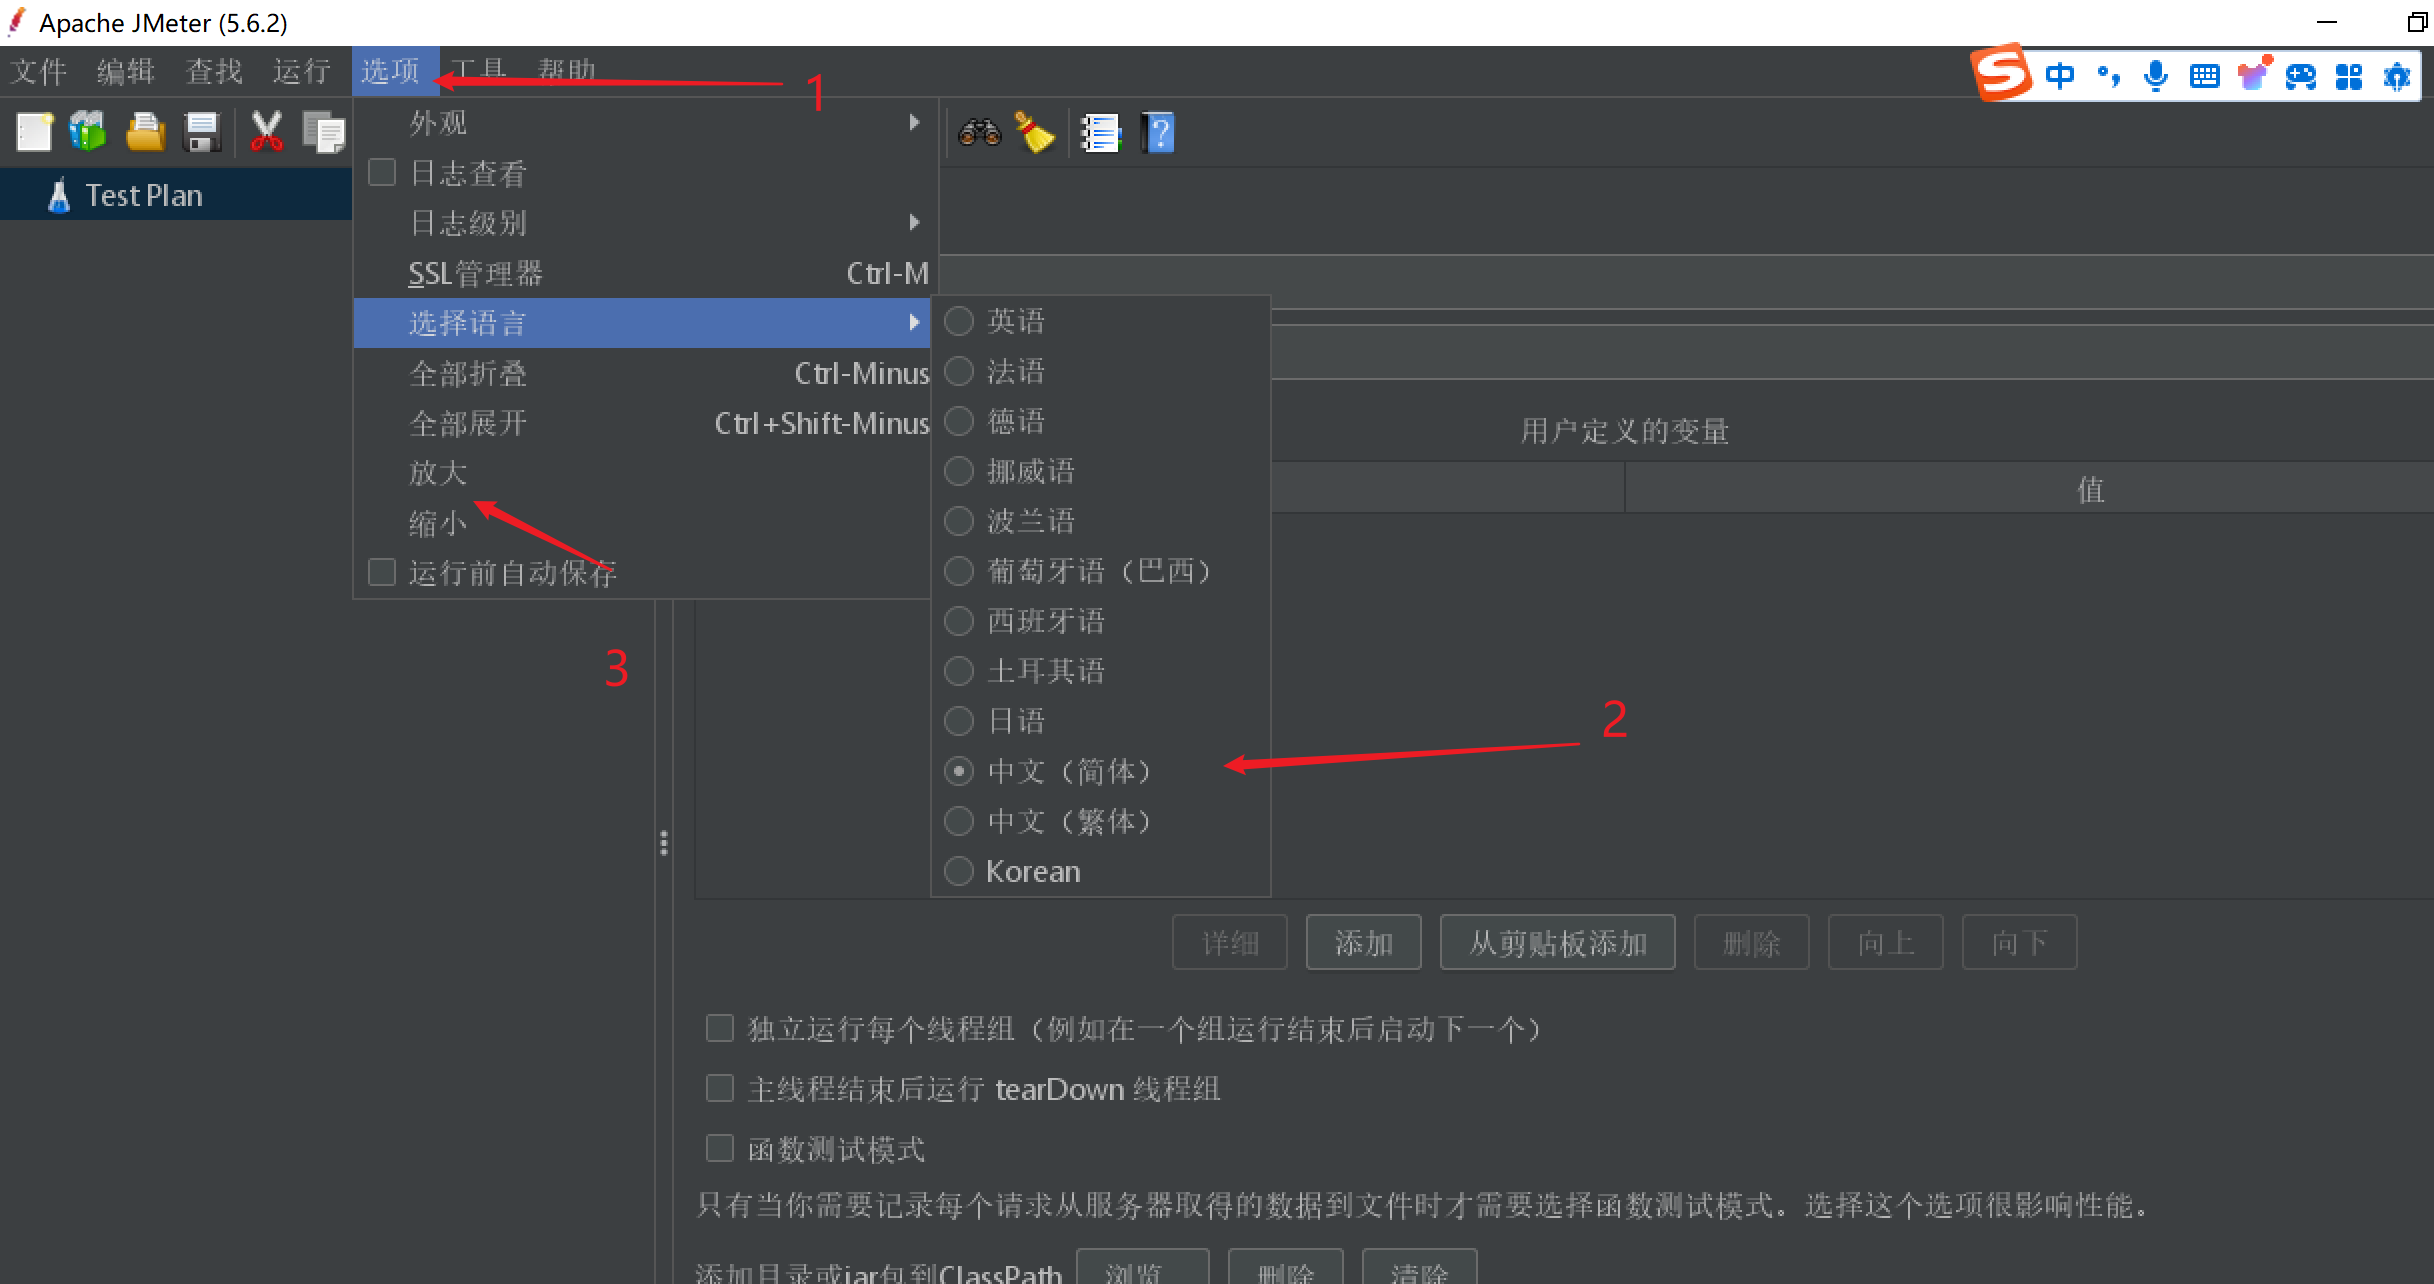 Apache JMeter (5.6.2)
文件 编辑 查找 运行 选项 工具 帮助
1
中
外观
日志查看
Test Plan
日志级别
SSL管理器 Ctrl-M
选择语言
英语
全部折叠 Ctrl-Minus
法语
全部展开 Ctrl+Shift-Minus
德语
用户定义的变量
放大
挪威语
值
缩小
波兰语
运行前自动保存
葡萄牙语（巴西）
西班牙语
3
土耳其语
日语
2
中文（简体）
中文（繁体）
Korean
详细 添加 从剪贴板添加 删除 向上 向下
独立运行每个线程组（例如在一个组运行结束后启动下一个）
主线程结束后运行 tearDown 线程组
函数测试模式
只有当你需要记录每个请求从服务器取得的数据到文件时才需要选择函数测试模式。选择这个选项很影响性能。
添加目录或jar包到ClassPath 浏览... 删除 清除